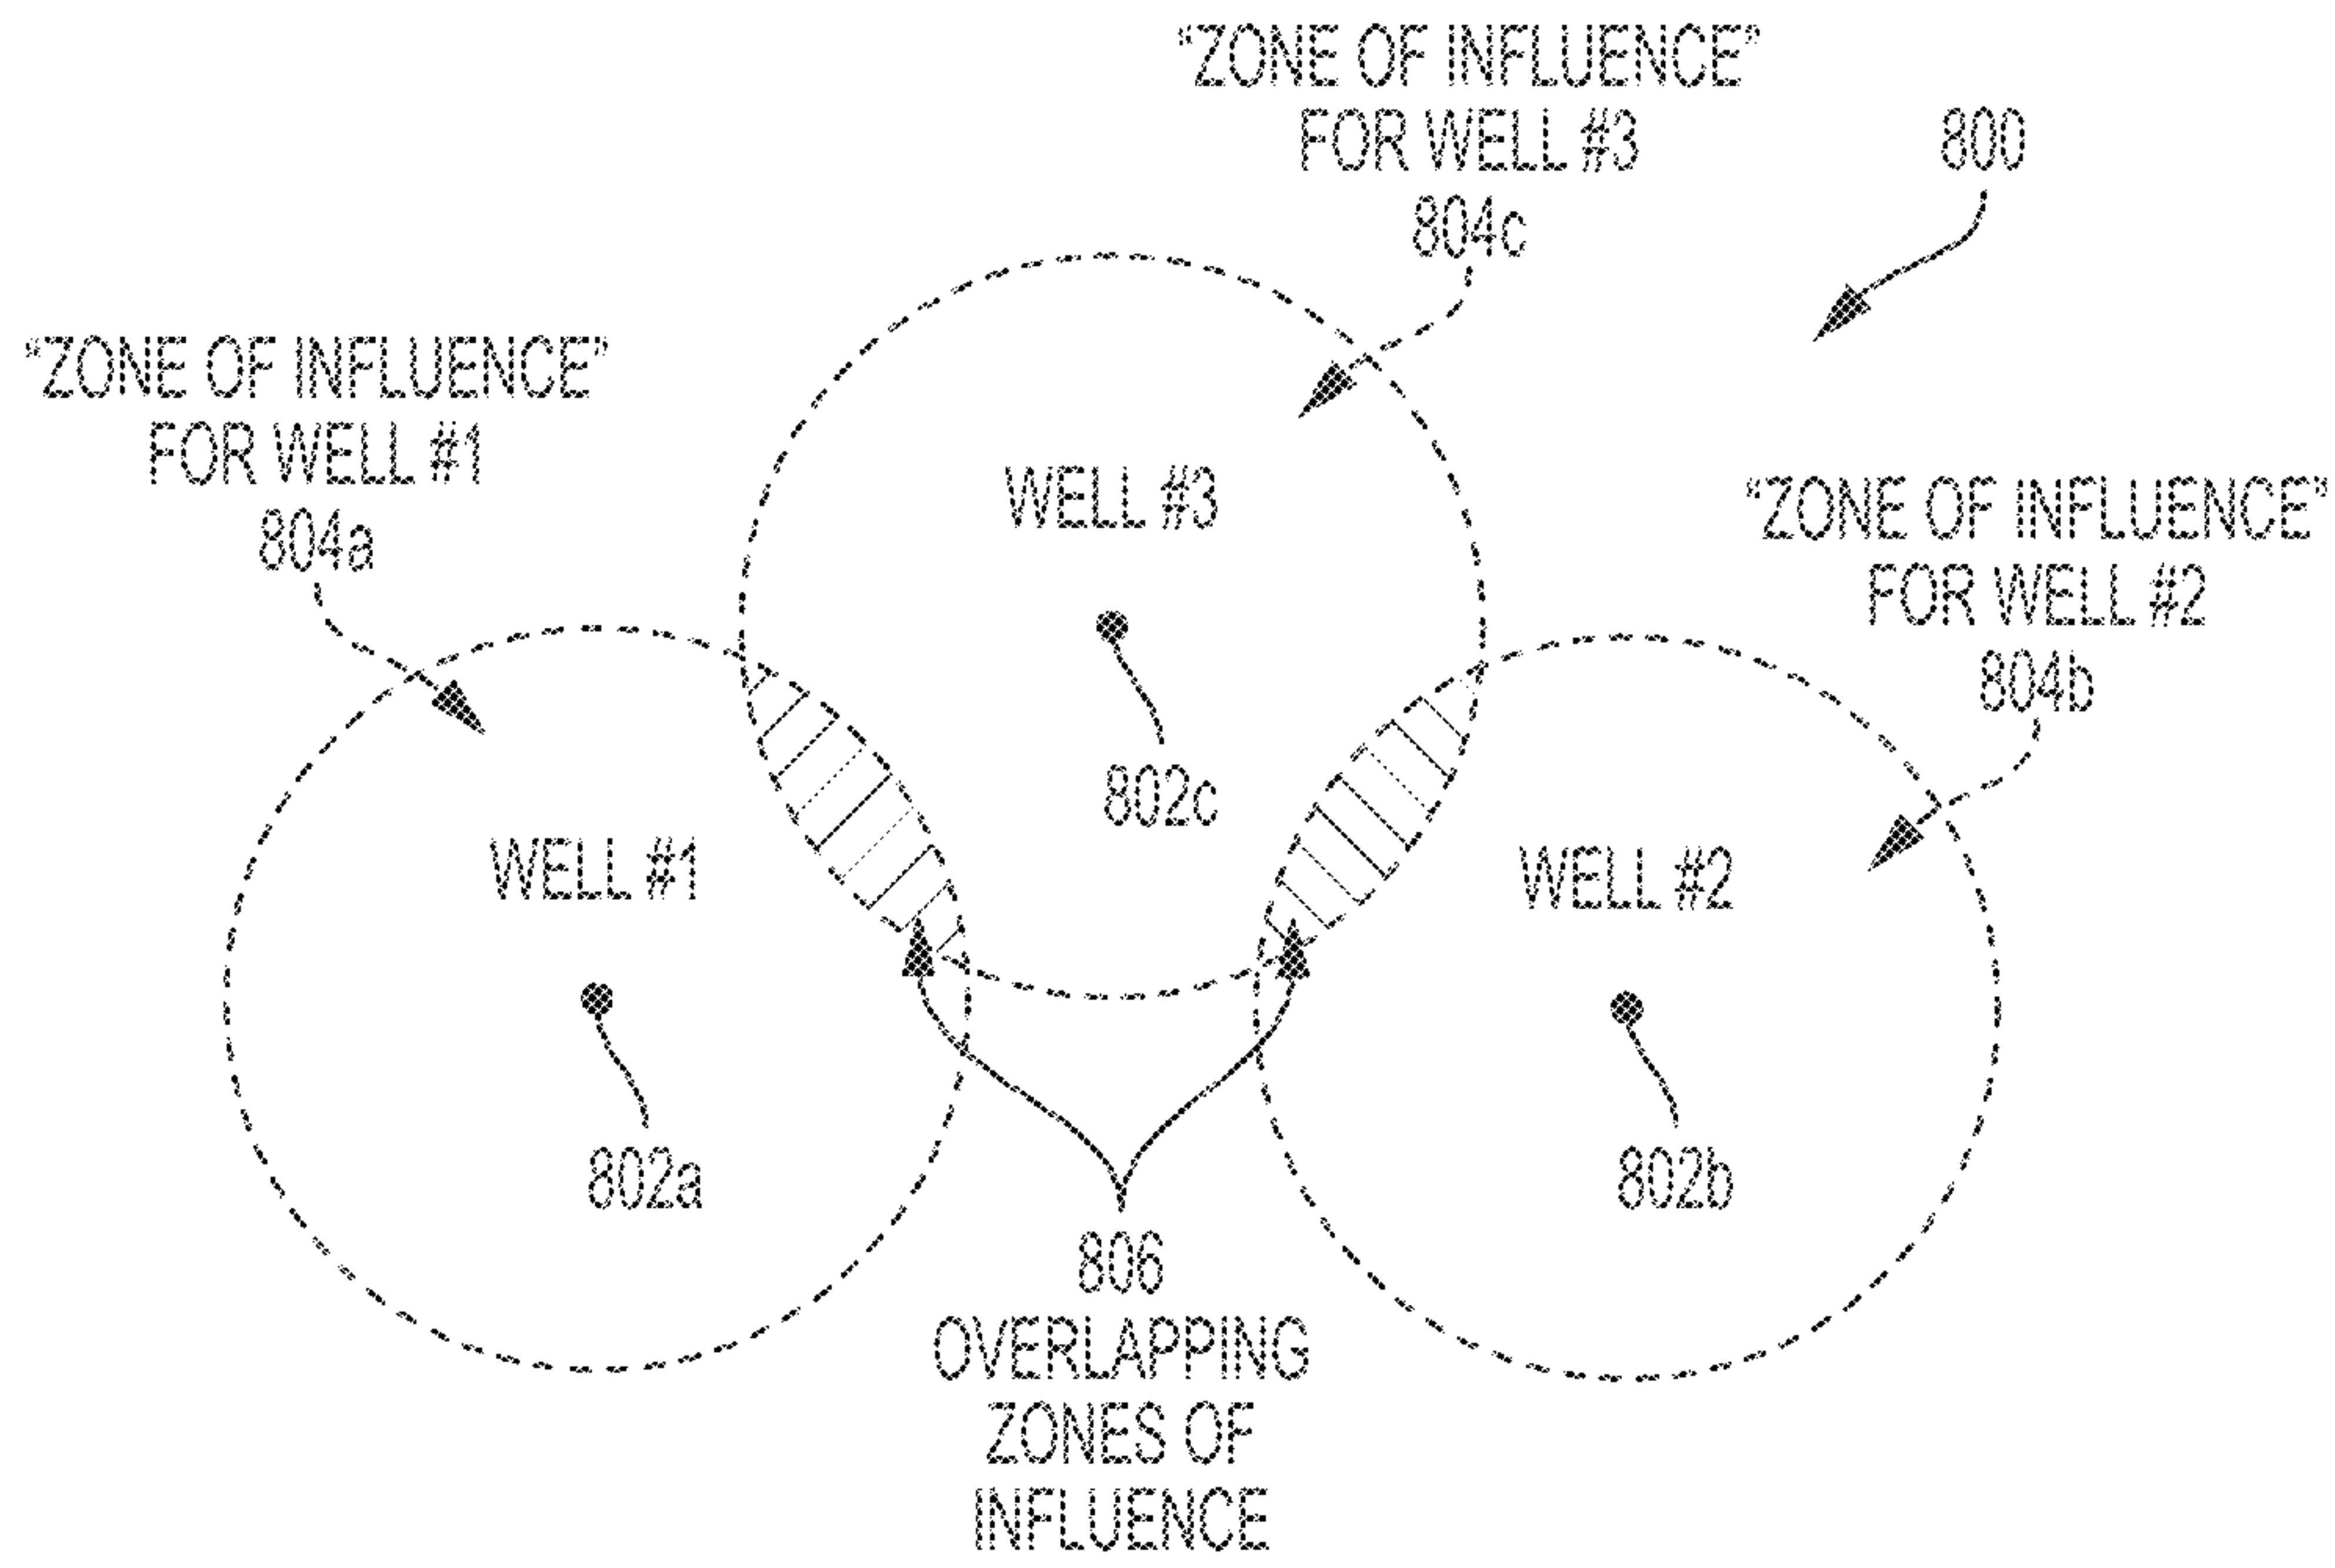 “ZONE OF INFLUENCE”
FOR WELL #3
804c
800
“ZONE OF INFLUENCE”
FOR WELL #1
804a
WELL #3
802c
“ZONE OF INFLUENCE”
FOR WELL #2
804b
WELL #1
802a
WELL #2
802b
806
OVERLAPPING
ZONES OF
INFLUENCE